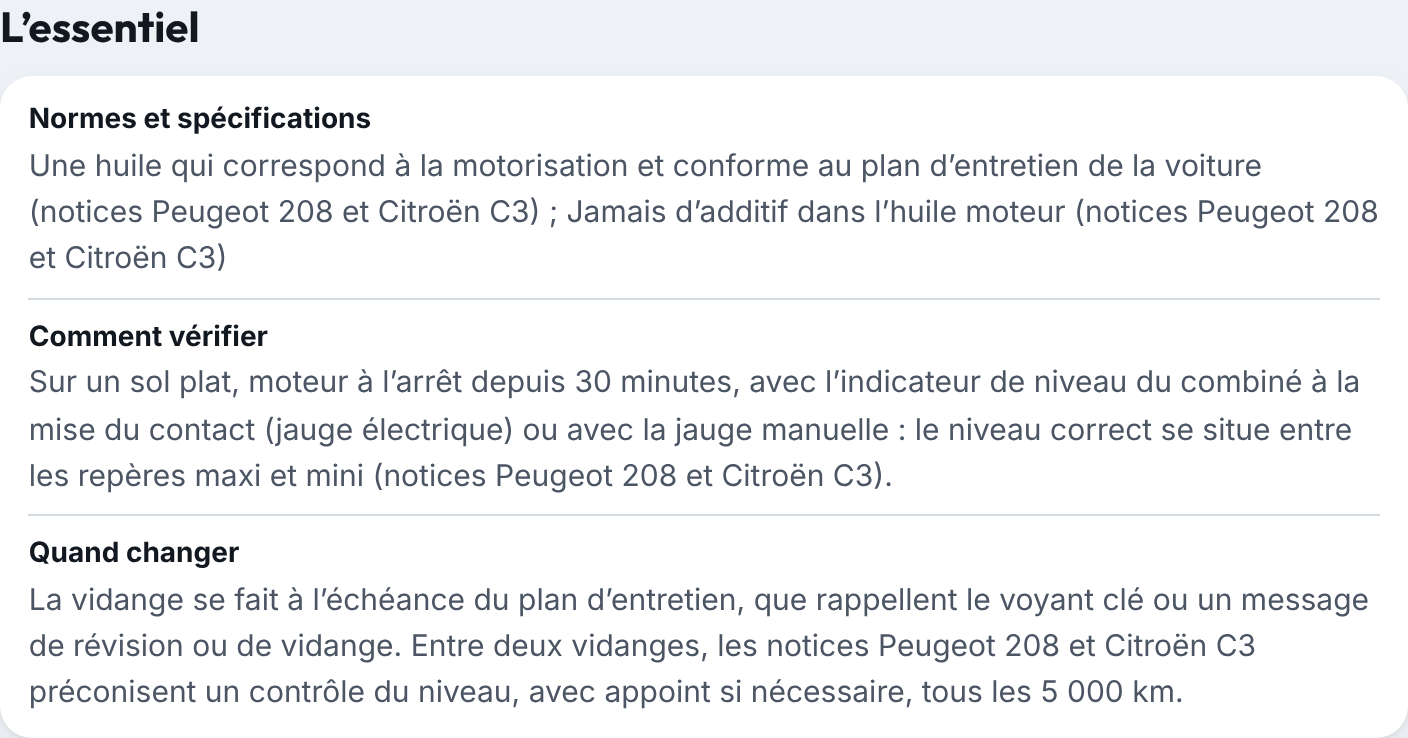 L’essentiel
Normes et spécifications
Une huile qui correspond à la motorisation et conforme au plan d’entretien de la voiture
(notices Peugeot 208 et Citroën C3) ; Jamais d’additif dans l’huile moteur (notices Peugeot 208
et Citroën C3)
Comment vérifier
Sur un sol plat, moteur à l’arrêt depuis 30 minutes, avec l’indicateur de niveau du combiné à la
mise du contact (jauge électrique) ou avec la jauge manuelle : le niveau correct se situe entre
les repères maxi et mini (notices Peugeot 208 et Citroën C3).
Quand changer
La vidange se fait à l’échéance du plan d’entretien, que rappellent le voyant clé ou un message
de révision ou de vidange. Entre deux vidanges, les notices Peugeot 208 et Citroën C3
préconisent un contrôle du niveau, avec appoint si nécessaire, tous les 5 000 km.